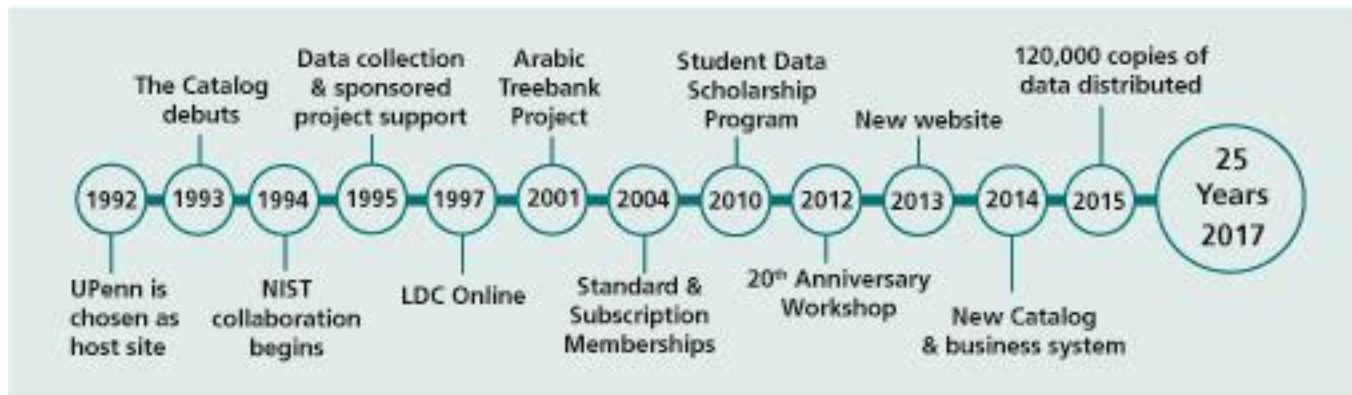 The Catalog
debuts
Data collection
& sponsored
project support
Arabic
Treebank
Project
Student Data
Scholarship
Program
New website
120,000 copies of
data distributed
1992
1993
1994
1995
1997
2001
2004
2010
2012
2013
2014
2015
25
Years
2017
UPenn is
chosen as
host site
NIST
collaboration
begins
LDC Online
Standard &
Subscription
Memberships
20th Anniversary
Workshop
New Catalog
& business system